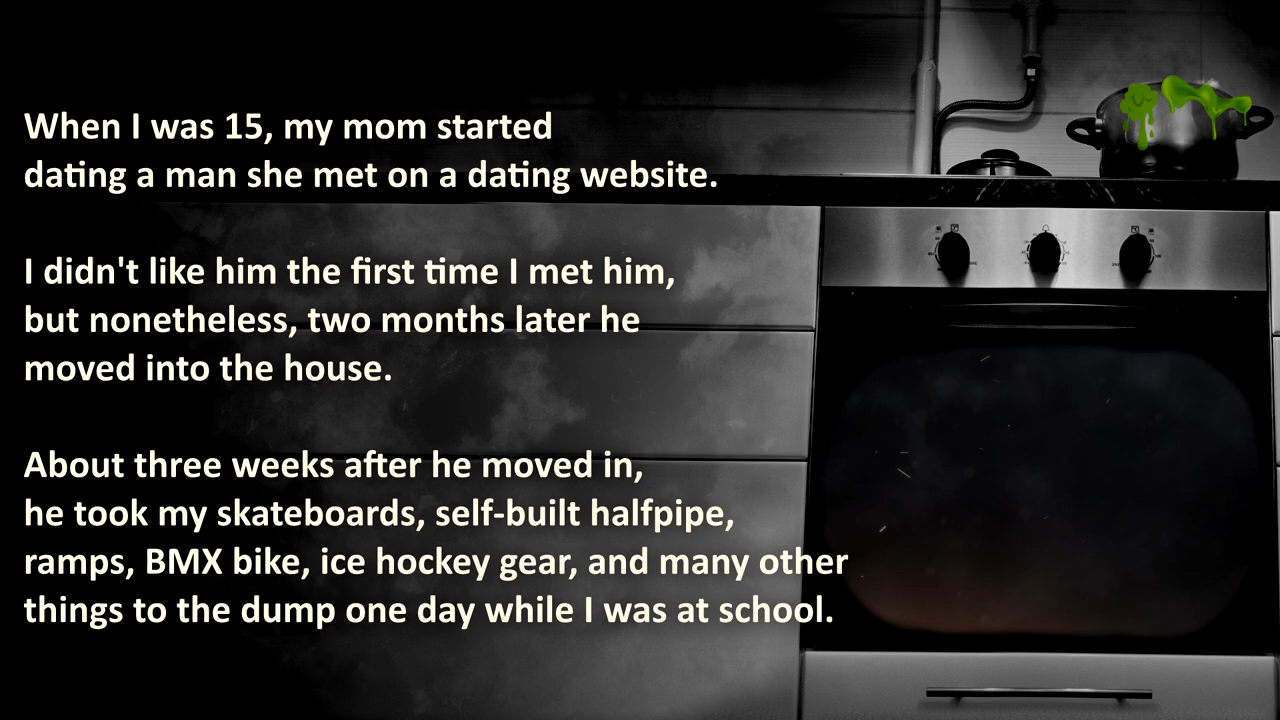 When I was 15, my mom started
dating a man she met on a dating website.
I didn't like him the first time I met him,
but nonetheless, two months later he
moved into the house.
About three weeks after he moved in,
he took my skateboards, self-built halfpipe,
ramps, BMX bike, ice hockey gear, and many other
things to the dump one day while I was at school.